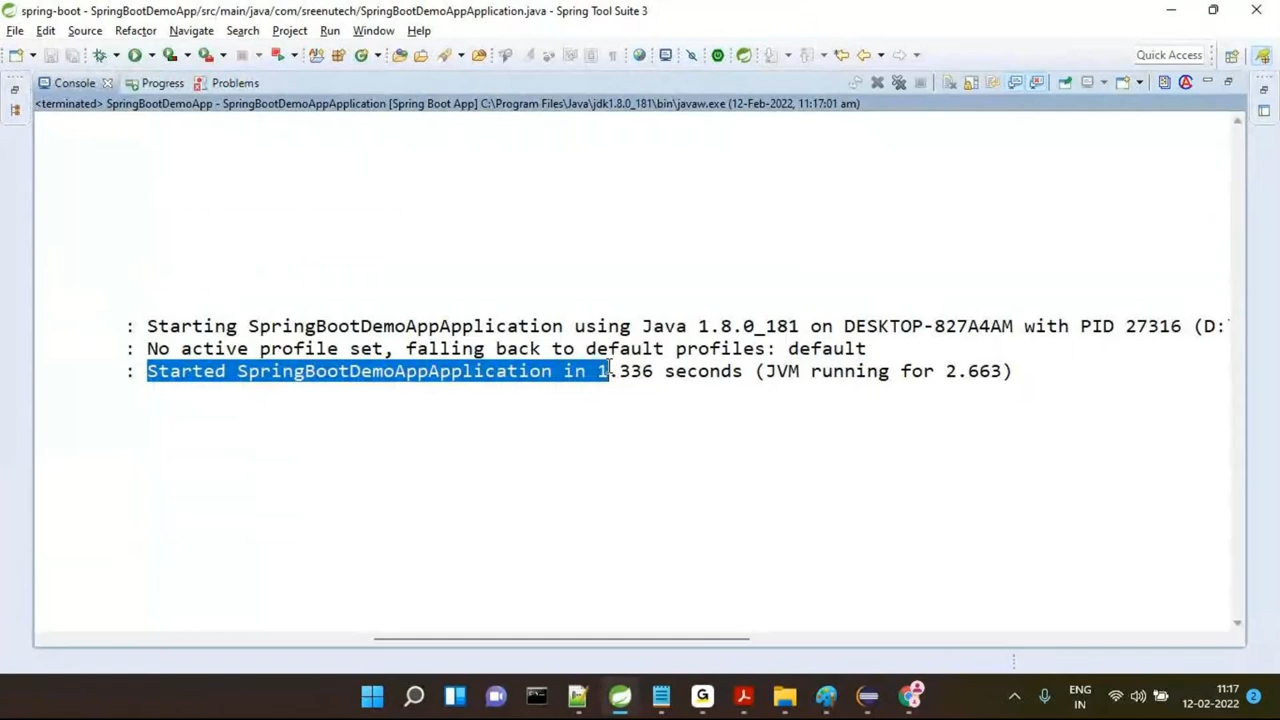 spring-boot - SpringBootDemoApp/src/main/java/com/sreenutech/SpringBootDemoAppApplication.java - Spring Tool Suite 3
File Edit Source Refactor Navigate Search Project Run Window Help
Quick Access
Console Progress Problems
<terminated> SpringBootDemoApp - SpringBootDemoAppApplication [Spring Boot App] C:\Program Files\Java\jdk1.8.0_181\bin\javaw.exe (12-Feb-2022, 11:17:01 am)
: Starting SpringBootDemoAppApplication using Java 1.8.0_181 on DESKTOP-827A4AM with PID 27316 (D:
: No active profile set, falling back to default profiles: default
: Started SpringBootDemoAppApplication in 1.336 seconds (JVM running for 2.663)
ENG
IN
11:17
12-02-2022
2